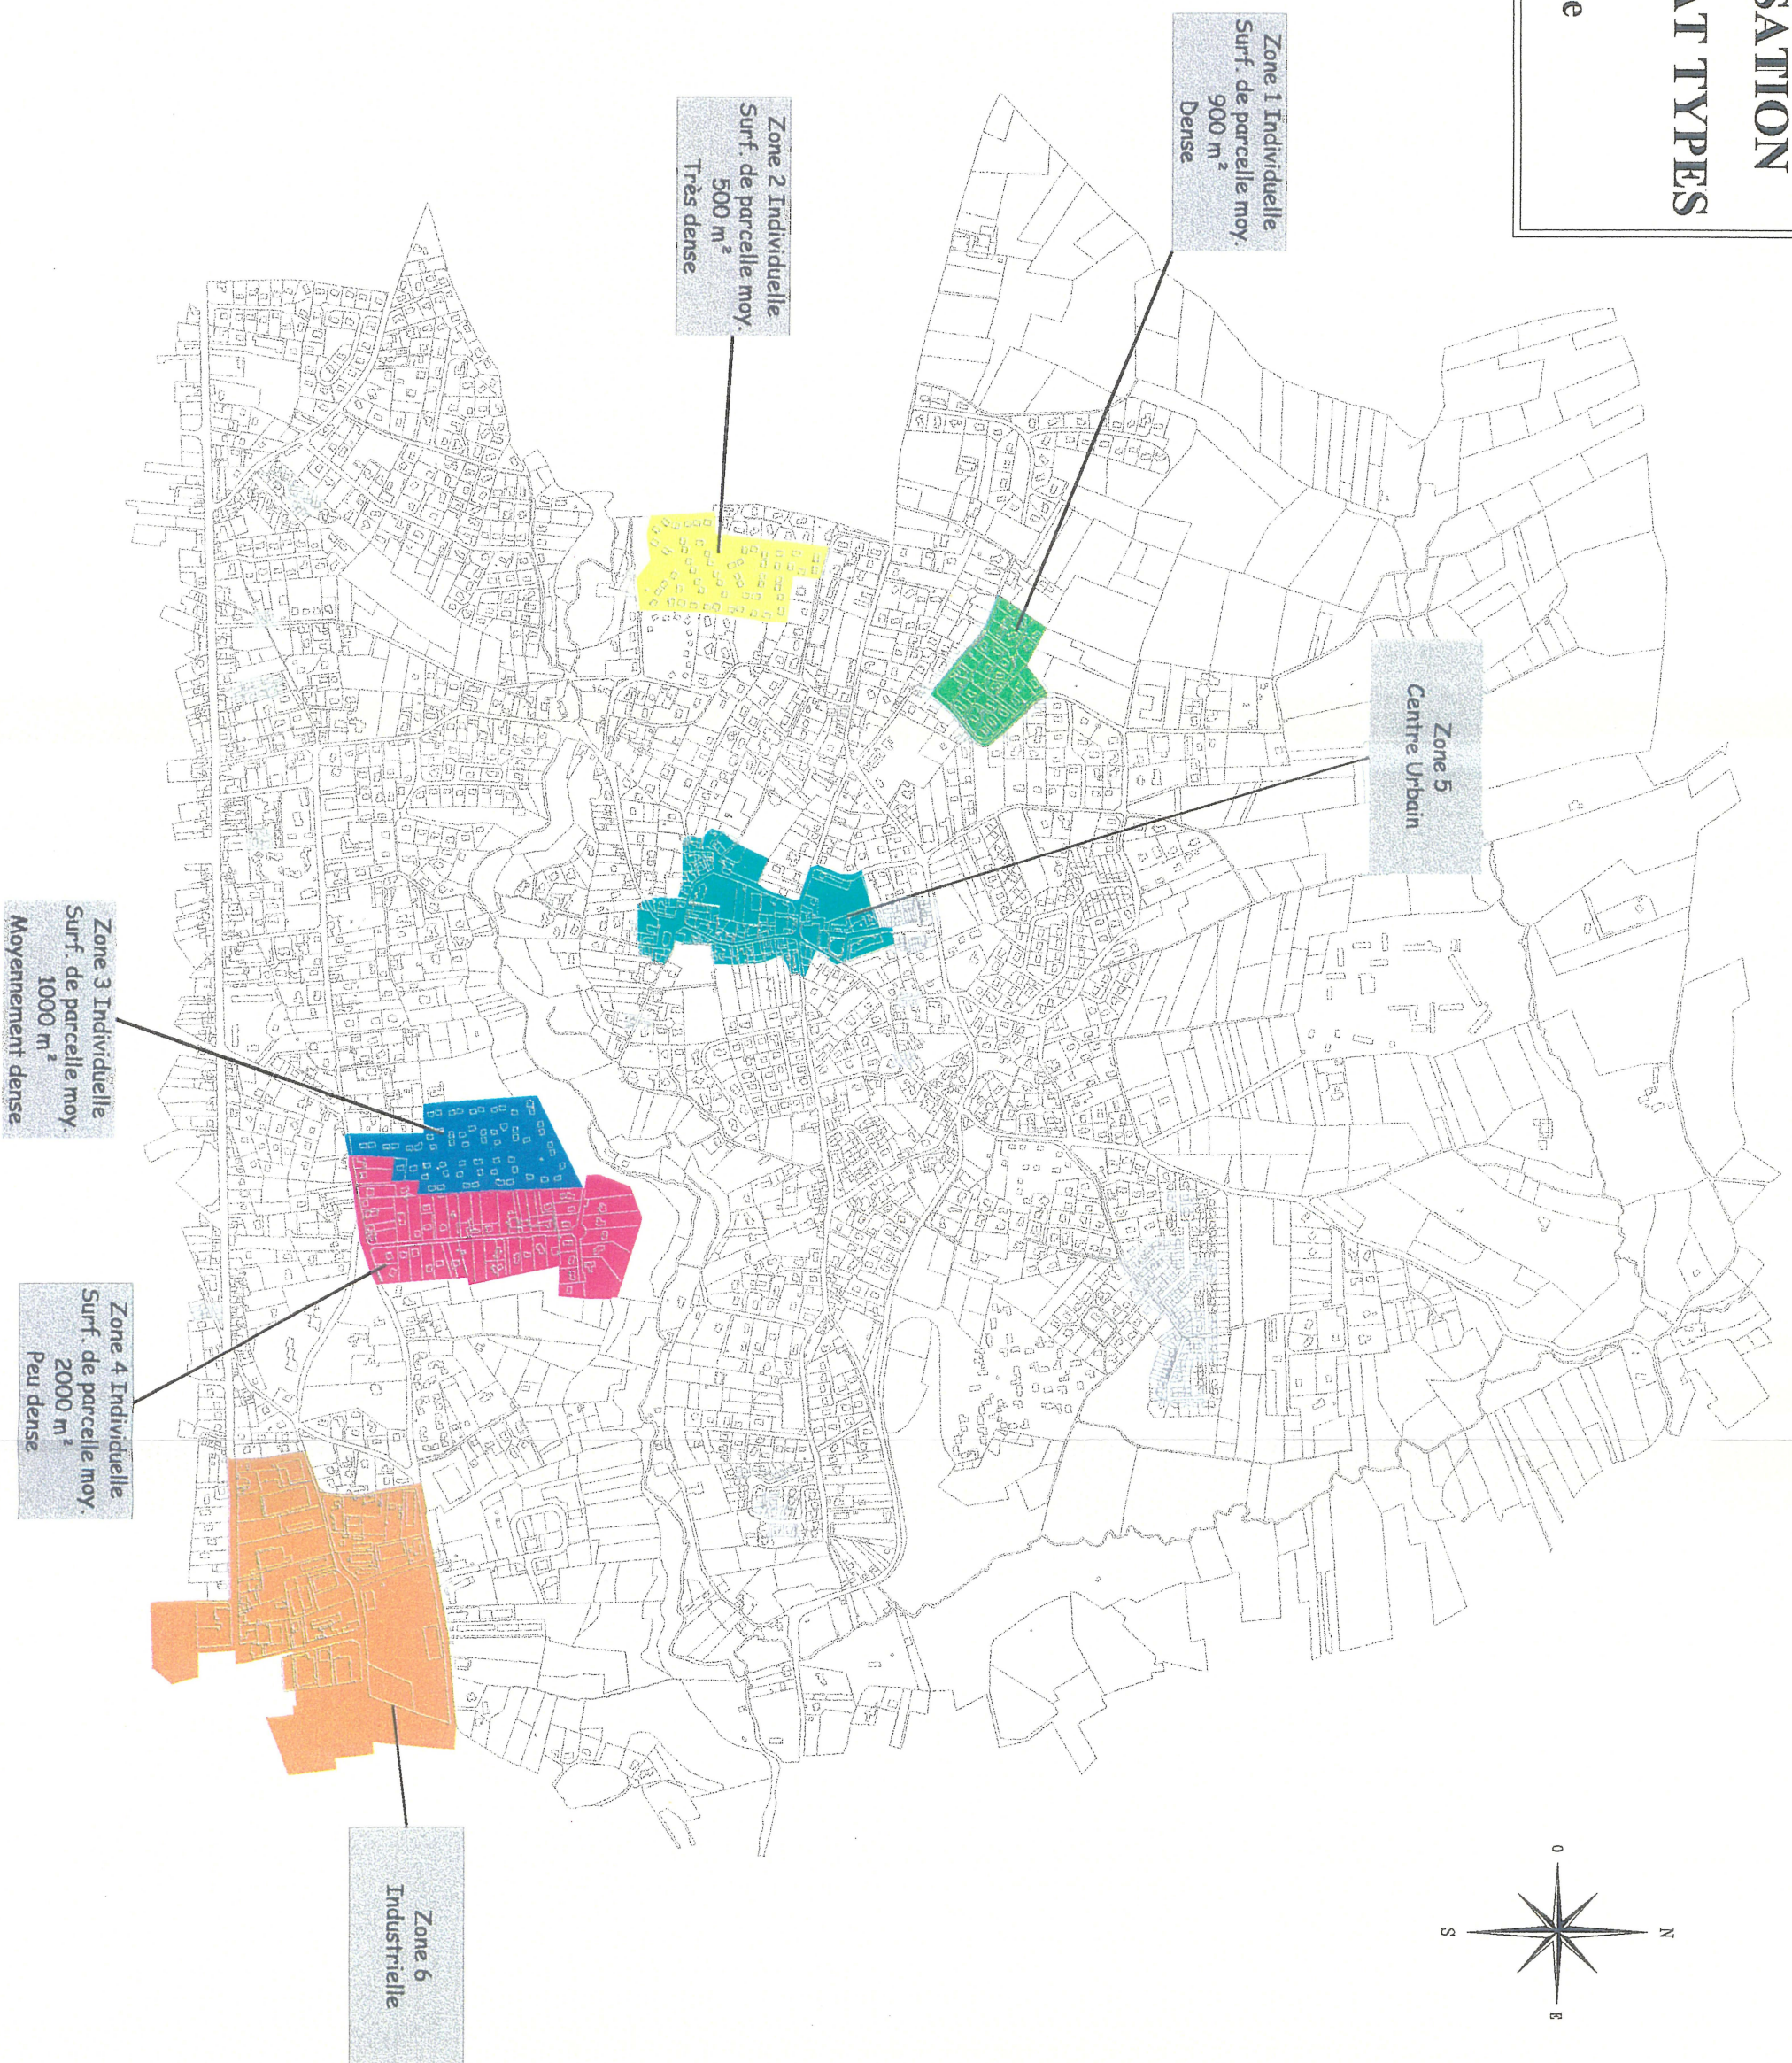 SATION
AT TYPES
e
Zone 1 Individuelle
Surf. de parcelle moy.
900 m²
Dense
Zone 5
Centre Urbain
Zone 2 Individuelle
Surf. de parcelle moy.
500 m²
Très dense
Zone 3 Individuelle
Surf. de parcelle moy.
1000 m²
Moyennement dense
Zone 4 Individuelle
Surf. de parcelle moy.
2000 m²
Peu dense
Zone 6
Industrielle
N
O
E
S